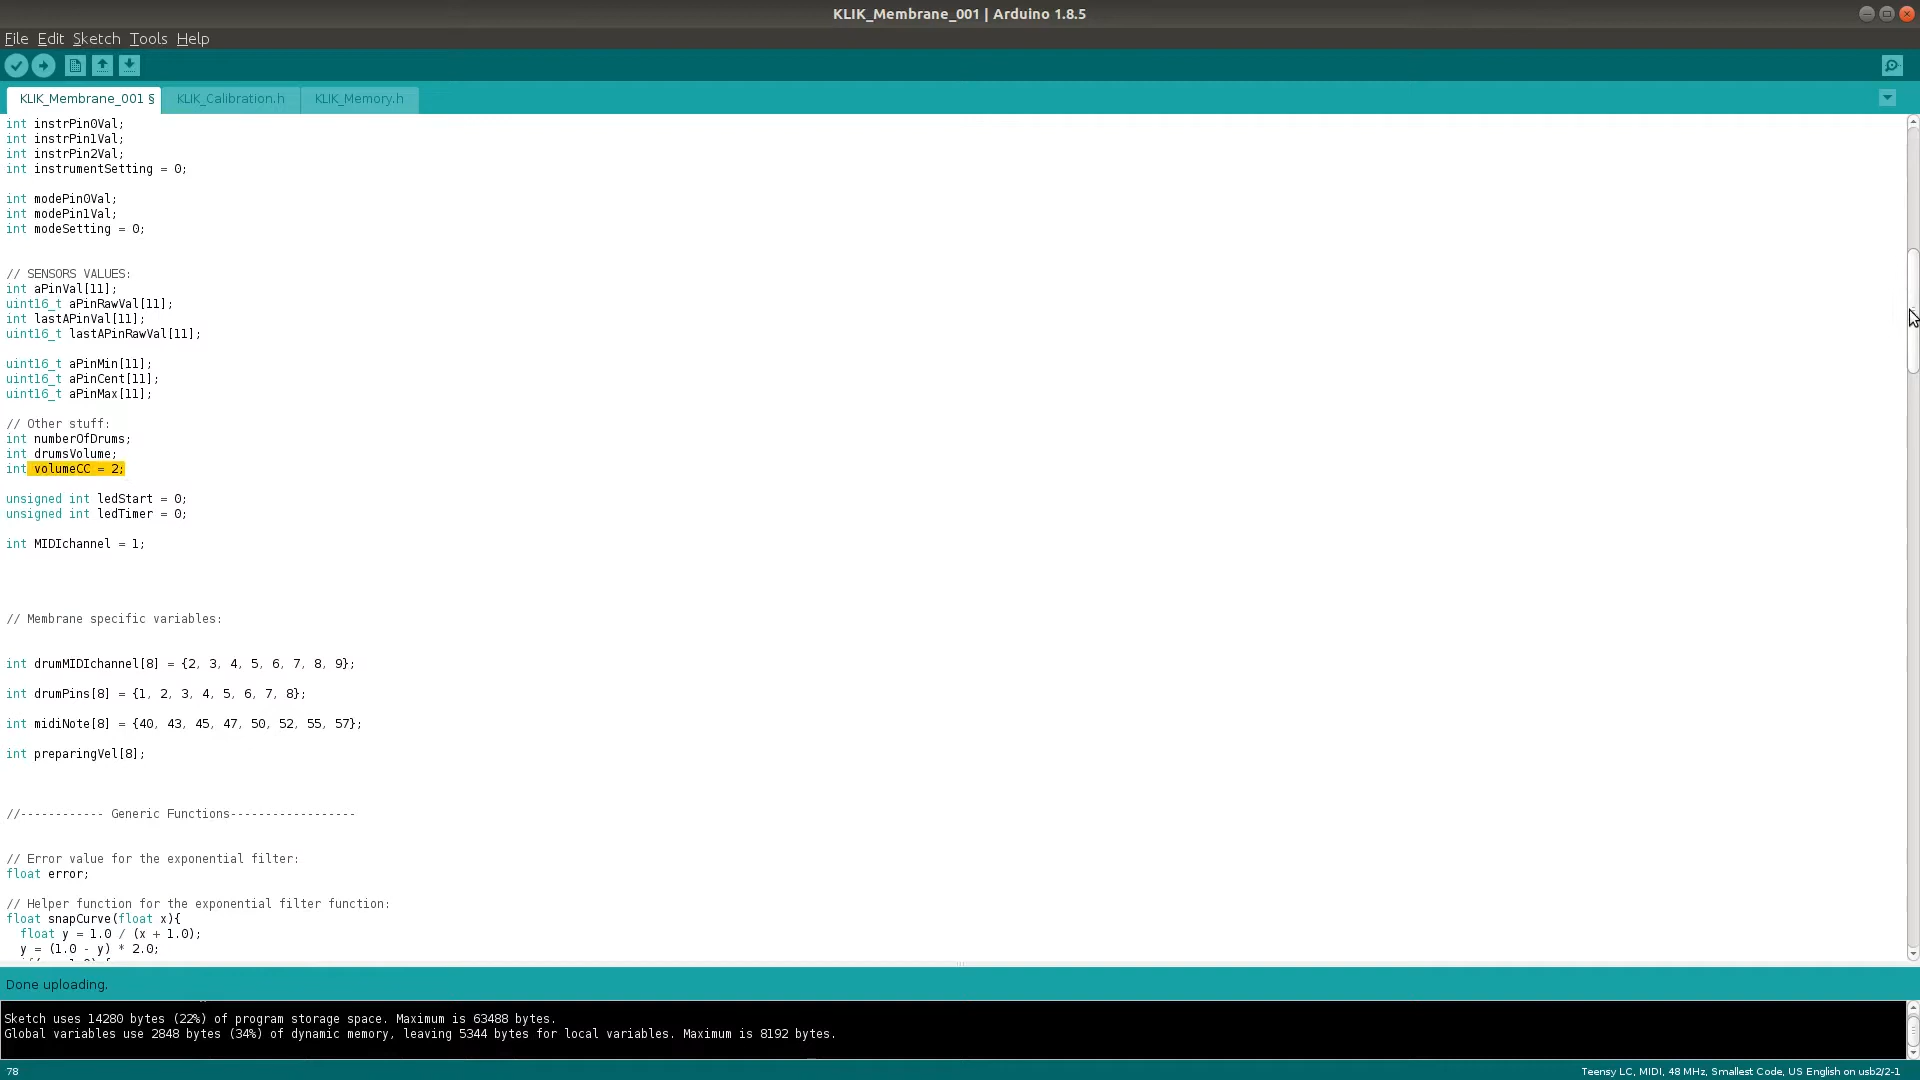 KLIK_Membrane_001 | Arduino 1.8.5
File Edit Sketch Tools Help
KLIK_Membrane_001 § KLIK_Calibration.h KLIK_Memory.h
int instrPin0Val;
int instrPin1Val;
int instrPin2Val;
int instrumentSetting = 0;
int modePin0Val;
int modePin1Val;
int modeSetting = 0;
// SENSORS VALUES:
int aPinVal[11];
uint16_t aPinRawVal[11];
int lastAPinVal[11];
uint16_t lastAPinRawVal[11];
uint16_t aPinMin[11];
uint16_t aPinCent[11];
uint16_t aPinMax[11];
// Other stuff:
int numberOfDrums;
int drumsVolume;
int volumeCC = 2;
unsigned int ledStart = 0;
unsigned int ledTimer = 0;
int MIDIchannel = 1;
// Membrane specific variables:
int drumMIDIchannel[8] = {2, 3, 4, 5, 6, 7, 8, 9};
int drumPins[8] = {1, 2, 3, 4, 5, 6, 7, 8};
int midiNote[8] = {40, 43, 45, 47, 50, 52, 55, 57};
int preparingVel[8];
//------------ Generic Functions------------------
// Error value for the exponential filter:
float error;
// Helper function for the exponential filter function:
float snapCurve(float x){
float y = 1.0 / (x + 1.0);
y = (1.0 - y) * 2.0;
Done uploading.
Sketch uses 14280 bytes (22%) of program storage space. Maximum is 63488 bytes.
Global variables use 2848 bytes (34%) of dynamic memory, leaving 5344 bytes for local variables. Maximum is 8192 bytes.
78 Teensy LC, MIDI, 48 MHz, Smallest Code, US English on usb2/2-1